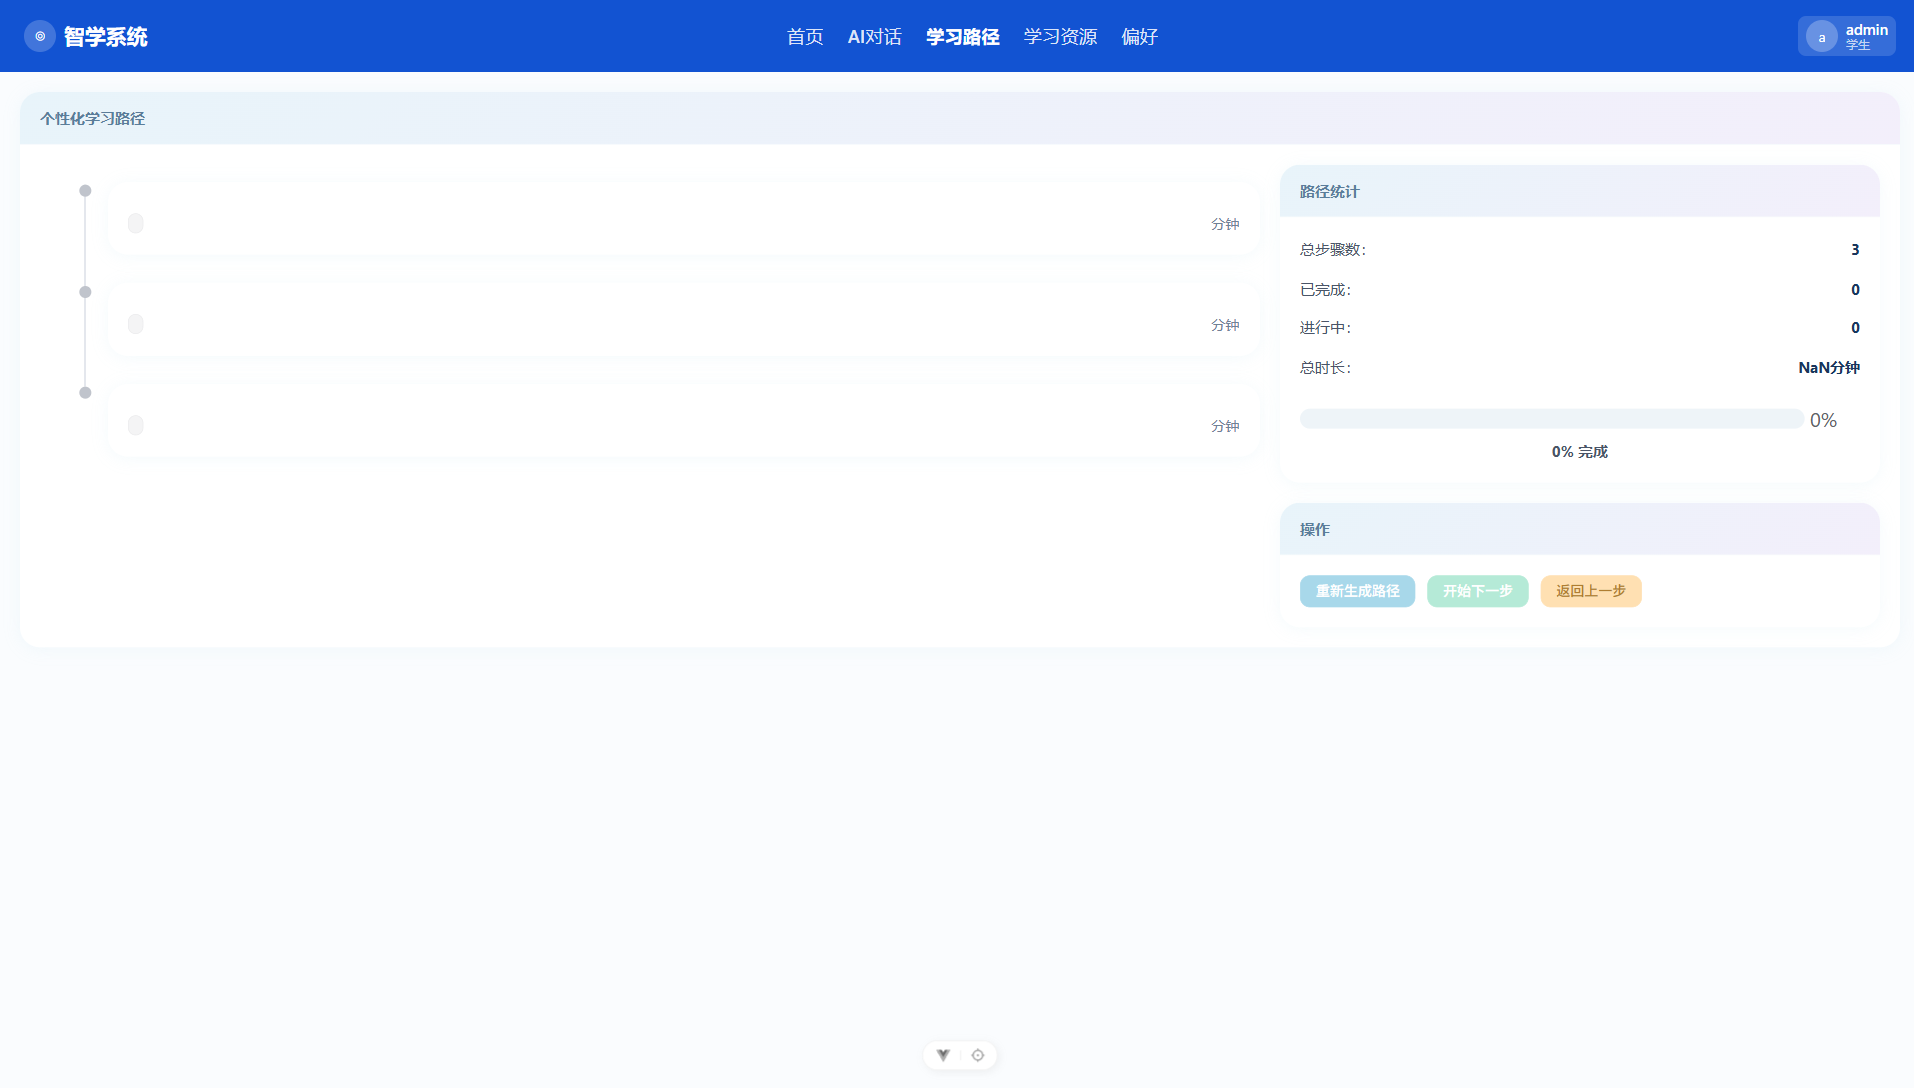 智学系统
首页 AI对话 学习路径 学习资源 偏好
a
admin
学生
个性化学习路径
分钟
分钟
分钟
路径统计
总步骤数： 3
已完成： 0
进行中： 0
总时长： NaN分钟
0%
0% 完成
操作
重新生成路径 开始下一步 返回上一步